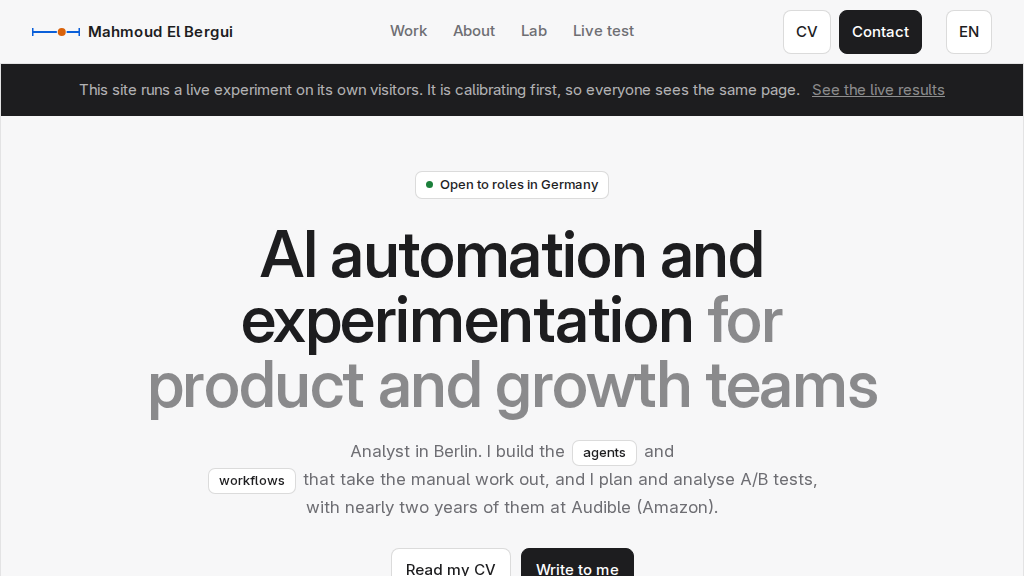 Mahmoud El Bergui
Work About Lab Live test
CV Contact EN
This site runs a live experiment on its own visitors. It is calibrating first, so everyone sees the same page. See the live results
Open to roles in Germany
AI automation and
experimentation for
product and growth teams
Analyst in Berlin. I build the agents and
workflows that take the manual work out, and I plan and analyse A/B tests,
with nearly two years of them at Audible (Amazon).
Read my CV Write to me